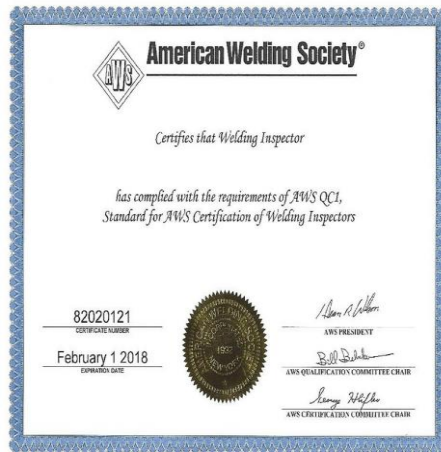 American Welding Society®
AWS
Certifies that Welding Inspector
has complied with the requirements of AWS QC1,
Standard for AWS Certification of Welding Inspectors
82020121
CERTIFICATE NUMBER
February 1 2018
EXPIRATION DATE
1997
AWS PRESIDENT
AWS QUALIFICATION COMMITTEE CHAIR
AWS CERTIFICATION COMMITTEE CHAIR